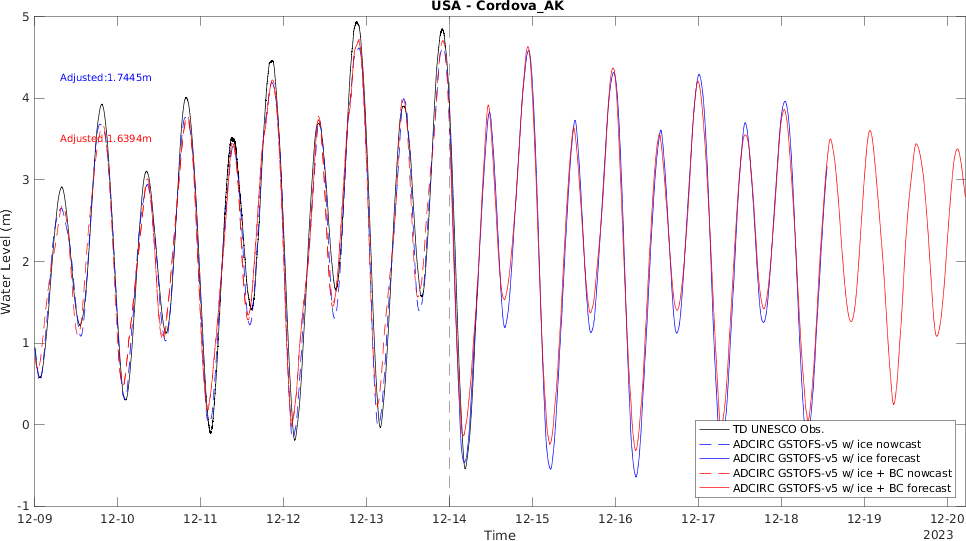 USA - Cordova_AK
5
4
3
2
1
0
-1
Water Level (m)
Adjusted:1.7445m
Adjusted:1.6394m
TD UNESCO Obs.
ADCIRC GSTOFS-v5 w/ ice nowcast
ADCIRC GSTOFS-v5 w/ ice forecast
ADCIRC GSTOFS-v5 w/ ice + BC nowcast
ADCIRC GSTOFS-v5 w/ ice + BC forecast
12-09 12-10 12-11 12-12 12-13 12-14 12-15 12-16 12-17 12-18 12-19 12-20
Time
2023